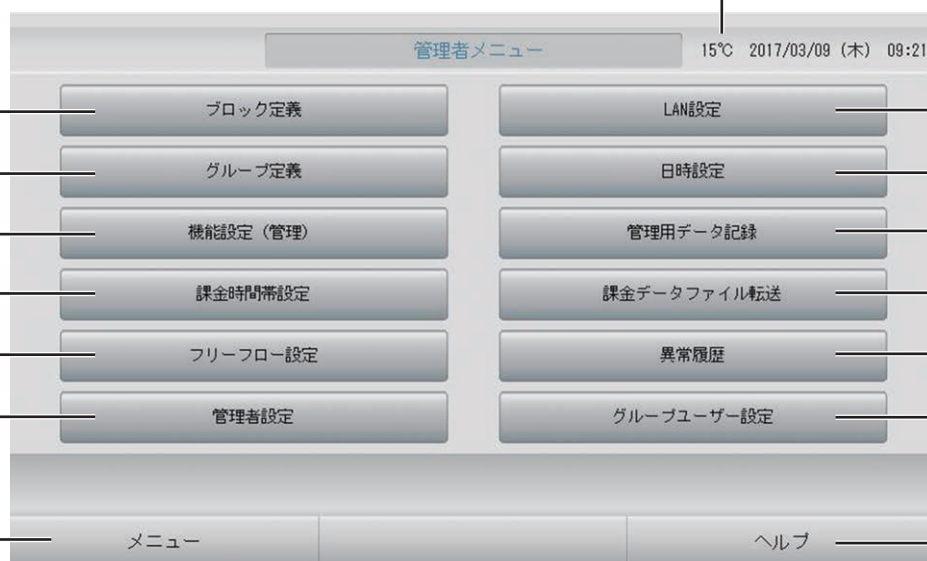 管理者メニュー
15℃ 2017/03/09 (木) 09:21
ブロック定義
LAN設定
グループ定義
日時設定
機能設定（管理）
管理用データ記録
課金時間帯設定
課金データファイル転送
フリーフロー設定
異常履歴
管理者設定
グループユーザー設定
メニュー
ヘルプ